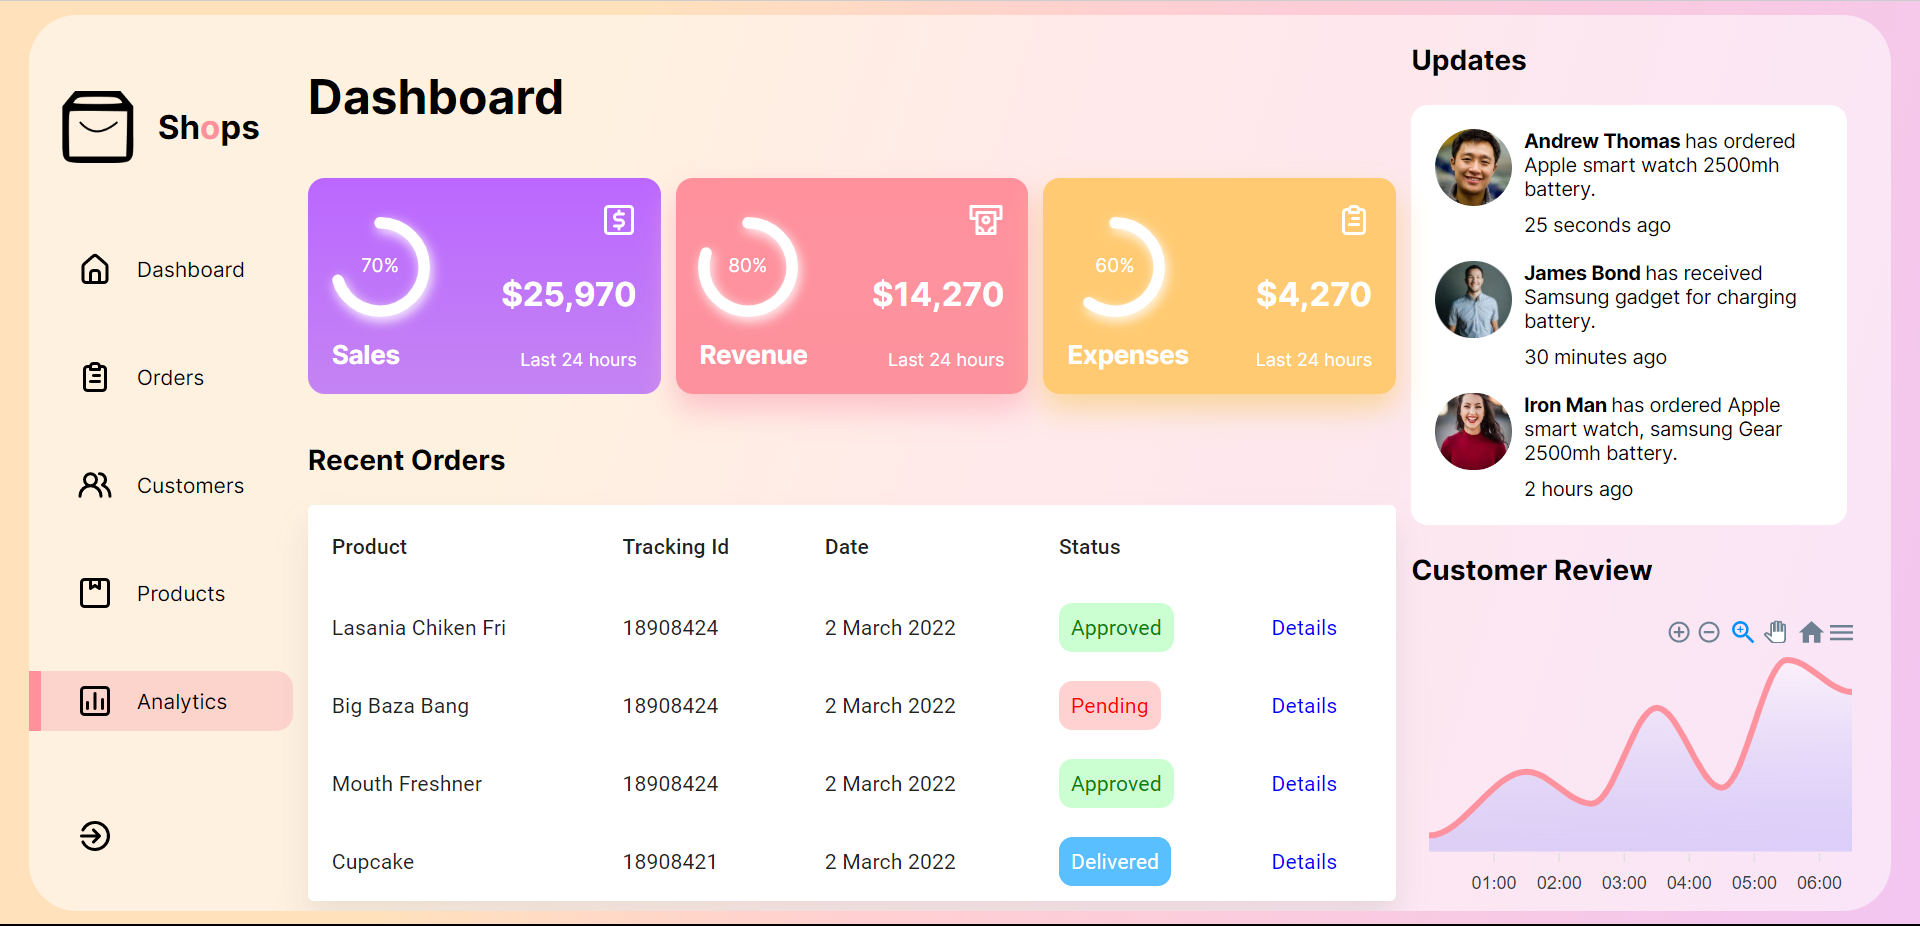 Shops
Dashboard
Orders
Customers
Products
Analytics
Dashboard
70%
$25,970
Sales
Last 24 hours
80%
$14,270
Revenue
Last 24 hours
60%
$4,270
Expenses
Last 24 hours
Recent Orders
Product Tracking Id Date Status
Lasania Chiken Fri 18908424 2 March 2022 Approved Details
Big Baza Bang 18908424 2 March 2022 Pending Details
Mouth Freshner 18908424 2 March 2022 Approved Details
Cupcake 18908421 2 March 2022 Delivered Details
Updates
Andrew Thomas has ordered
Apple smart watch 2500mh
battery.
25 seconds ago
James Bond has received
Samsung gadget for charging
battery.
30 minutes ago
Iron Man has ordered Apple
smart watch, samsung Gear
2500mh battery.
2 hours ago
Customer Review
01:00 02:00 03:00 04:00 05:00 06:00